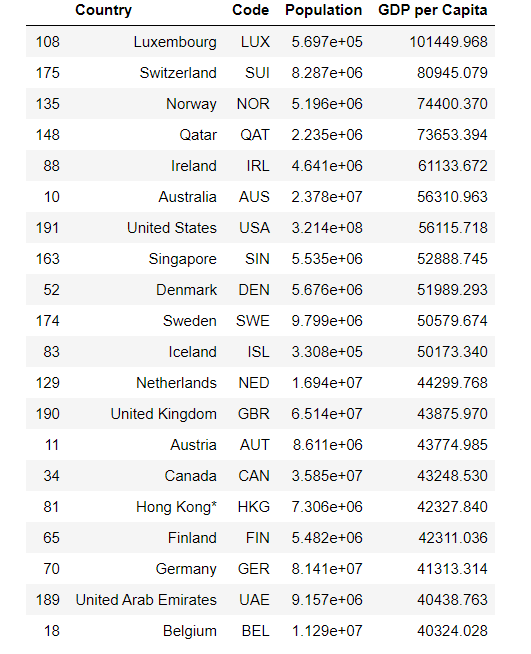 Country Code Population GDP per Capita
108 Luxembourg LUX 5.697e+05 101449.968
175 Switzerland SUI 8.287e+06 80945.079
135 Norway NOR 5.196e+06 74400.370
148 Qatar QAT 2.235e+06 73653.394
88 Ireland IRL 4.641e+06 61133.672
10 Australia AUS 2.378e+07 56310.963
191 United States USA 3.214e+08 56115.718
163 Singapore SIN 5.535e+06 52888.745
52 Denmark DEN 5.676e+06 51989.293
174 Sweden SWE 9.799e+06 50579.674
83 Iceland ISL 3.308e+05 50173.340
129 Netherlands NED 1.694e+07 44299.768
190 United Kingdom GBR 6.514e+07 43875.970
11 Austria AUT 8.611e+06 43774.985
34 Canada CAN 3.585e+07 43248.530
81 Hong Kong* HKG 7.306e+06 42327.840
65 Finland FIN 5.482e+06 42311.036
70 Germany GER 8.141e+07 41313.314
189 United Arab Emirates UAE 9.157e+06 40438.763
18 Belgium BEL 1.129e+07 40324.028